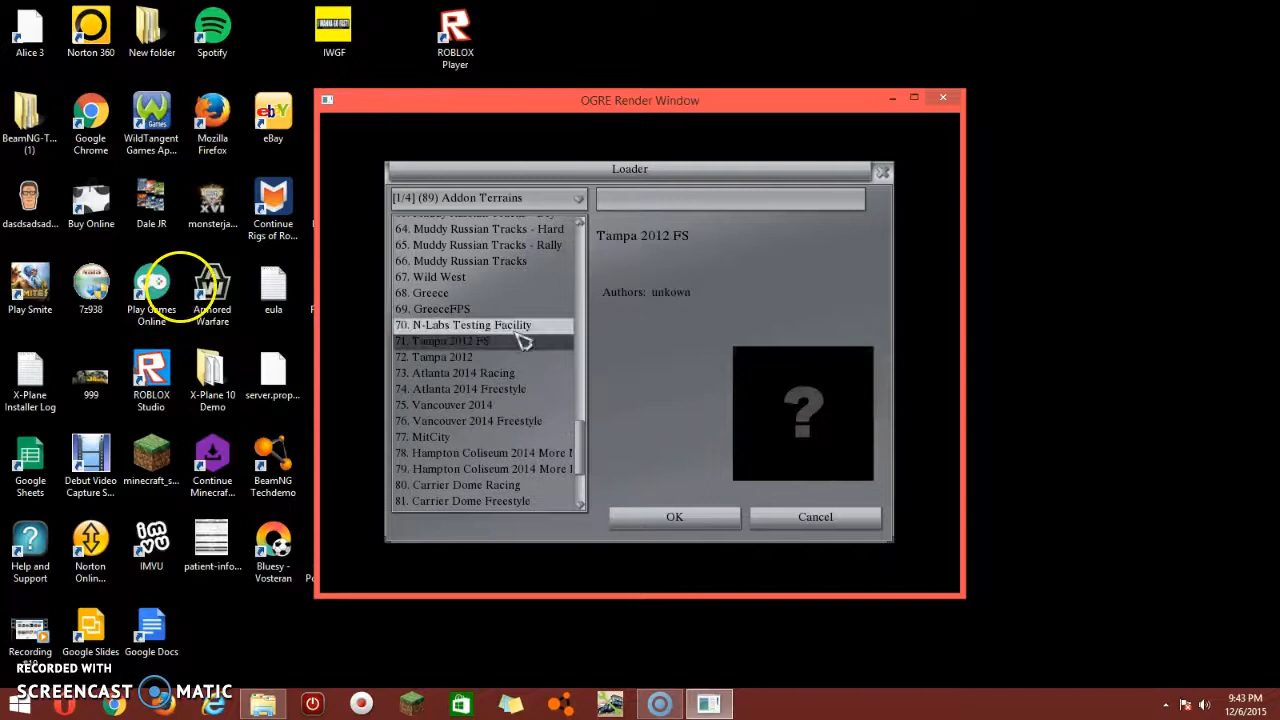 Alice 3
Norton 360
New folder
Spotify
I WANNA GO FAST!
IWGF
ROBLOX
Player
BeamNG-T...
(1)
Google
Chrome
WildTangent
Games Ap...
Mozilla
Firefox
eBay
dasdsadsad...
Buy Online
Dale JR
monsterja...
Continue
Rigs of Ro...
Play Smite
7z938
Play Games
Online
Armored
Warfare
eula
X-Plane
Installer Log
999
ROBLOX
Studio
X-Plane 10
Demo
server.prop...
Google
Sheets
Debut Video
Capture S...
minecraft_s...
Continue
Minecraf...
BeamNG
Techdemo
Help and
Support
Norton
Onlin...
IMVU
patient-info...
Bluesy -
Vosteran
Recording
Google Slides
Google Docs
OGRE Render Window
Loader
[1/4] (89) Addon Terrains
64. Muddy Russian Tracks - Hard
65. Muddy Russian Tracks - Rally
66. Muddy Russian Tracks
67. Wild West
68. Greece
69. GreeceFPS
70. N-Labs Testing Facility
71. Tampa 2012 FS
72. Tampa 2012
73. Atlanta 2014 Racing
74. Atlanta 2014 Freestyle
75. Vancouver 2014
76. Vancouver 2014 Freestyle
77. MitCity
78. Hampton Coliseum 2014 More
79. Hampton Coliseum 2014 More
80. Carrier Dome Racing
81. Carrier Dome Freestyle
Tampa 2012 FS
Authors: unkown
?
OK
Cancel
RECORDED WITH
SCREENCAST MATIC
9:43 PM
12/6/2015